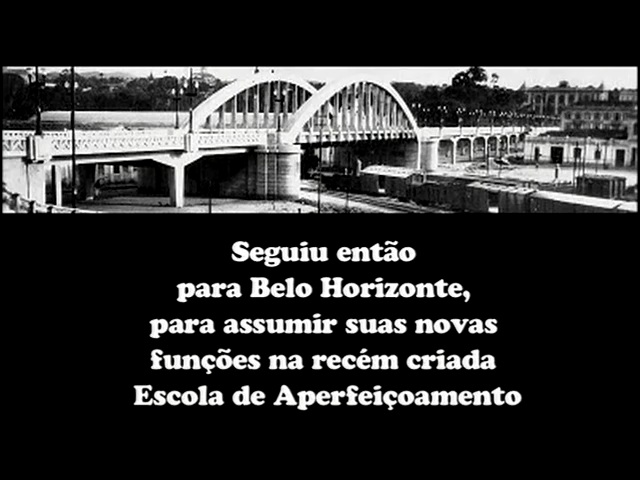 Seguiu então
para Belo Horizonte,
para assumir suas novas
funções na recém criada
Escola de Aperfeiçoamento